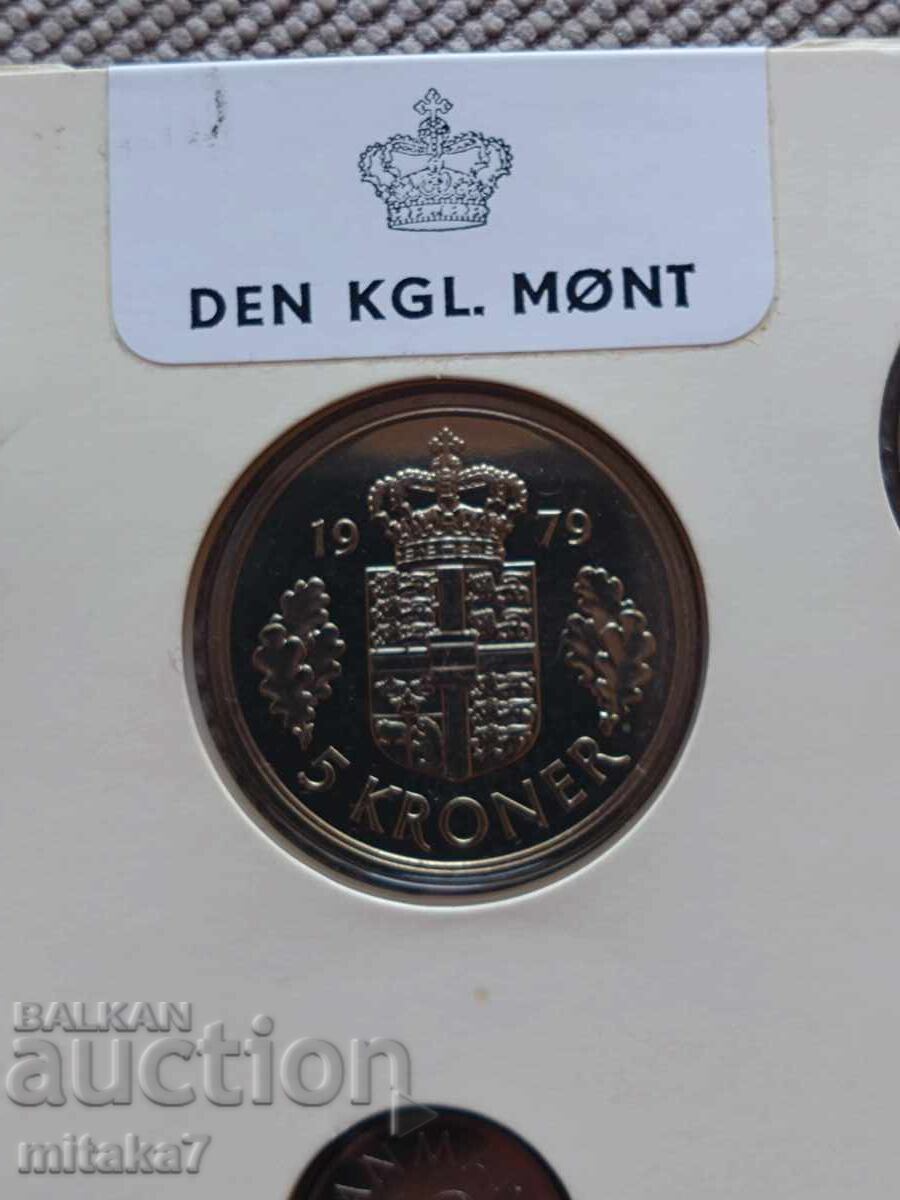 DEN KGL. MØNT
19 79
5 KRONER
BALKAN
auction
mitaka7